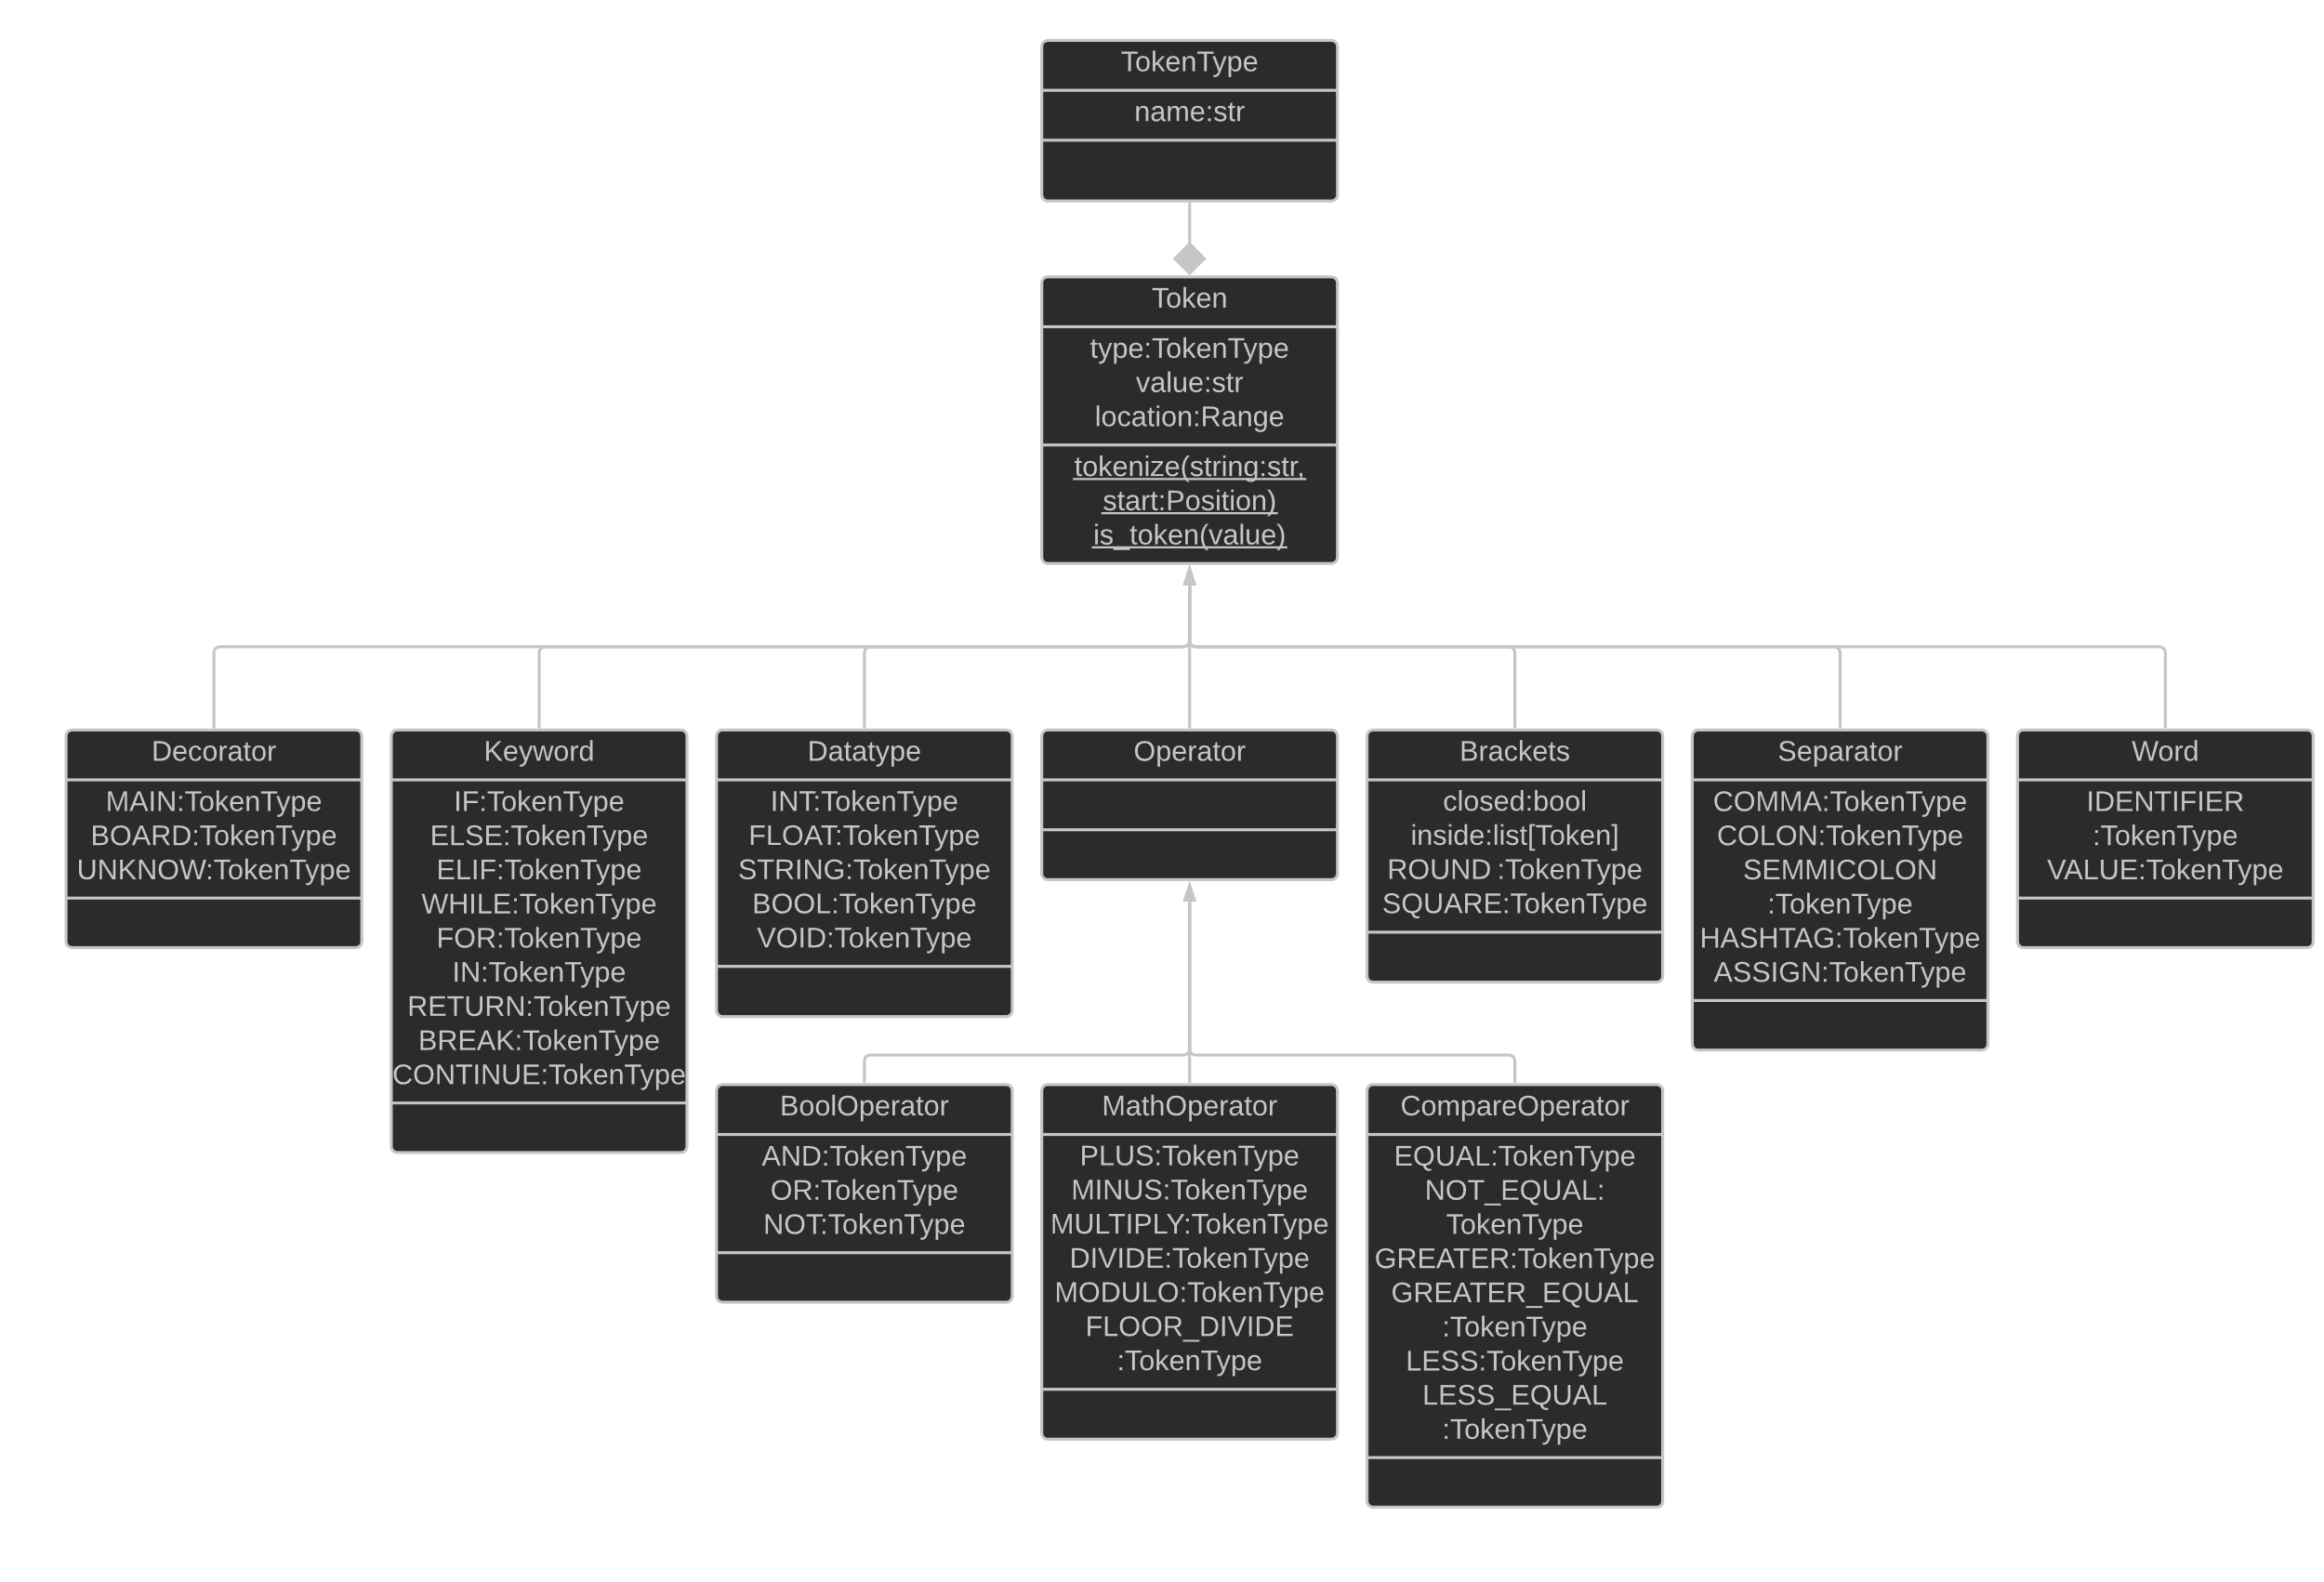 TokenType
name:str
Token
type:TokenType
value:str
location:Range
tokenize(string:str,
start:Position)
is_token(value)
Decorator
MAIN:TokenType
BOARD:TokenType
UNKNOW:TokenType
Keyword
IF:TokenType
ELSE:TokenType
ELIF:TokenType
WHILE:TokenType
FOR:TokenType
IN:TokenType
RETURN:TokenType
BREAK:TokenType
CONTINUE:TokenType
Datatype
INT:TokenType
FLOAT:TokenType
STRING:TokenType
BOOL:TokenType
VOID:TokenType
Operator
Brackets
closed:bool
inside:list[Token]
ROUND :TokenType
SQUARE:TokenType
Separator
COMMA:TokenType
COLON:TokenType
SEMMICOLON
:TokenType
HASHTAG:TokenType
ASSIGN:TokenType
Word
IDENTIFIER
:TokenType
VALUE:TokenType
BoolOperator
AND:TokenType
OR:TokenType
NOT:TokenType
MathOperator
PLUS:TokenType
MINUS:TokenType
MULTIPLY:TokenType
DIVIDE:TokenType
MODULO:TokenType
FLOOR_DIVIDE
:TokenType
CompareOperator
EQUAL:TokenType
NOT_EQUAL:
TokenType
GREATER:TokenType
GREATER_EQUAL
:TokenType
LESS:TokenType
LESS_EQUAL
:TokenType